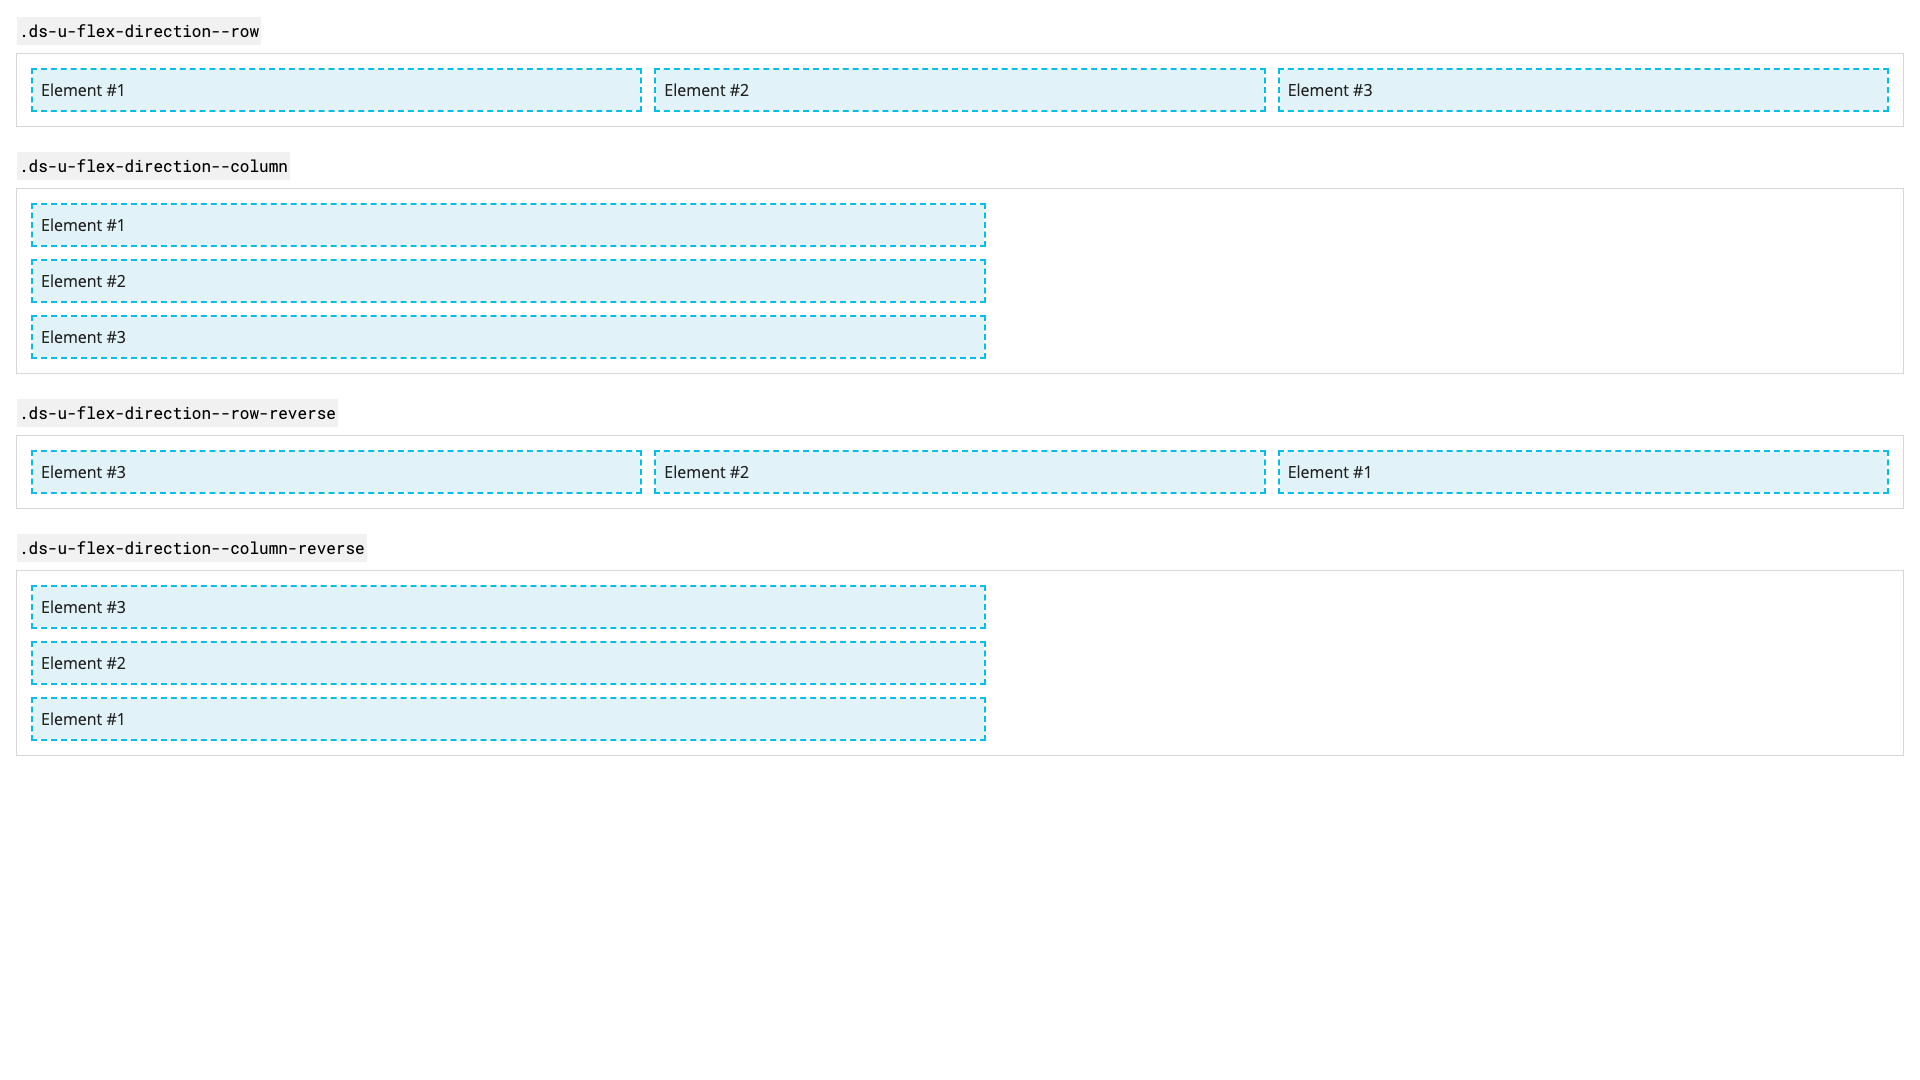 .ds-u-flex-direction--row
Element #1 Element #2 Element #3
.ds-u-flex-direction--column
Element #1
Element #2
Element #3
.ds-u-flex-direction--row-reverse
Element #3 Element #2 Element #1
.ds-u-flex-direction--column-reverse
Element #3
Element #2
Element #1